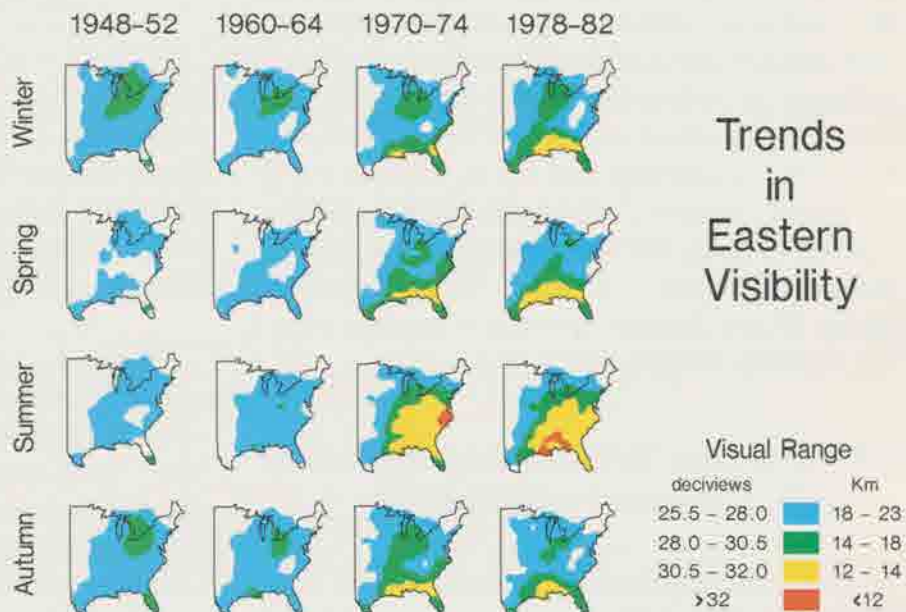 1948–52 1960–64 1970–74 1978–82
Winter
Spring
Summer
Autumn
Trends
in
Eastern
Visibility
Visual Range
deciviews Km
25.5 – 28.0 18 – 23
28.0 – 30.5 14 – 18
30.5 – 32.0 12 – 14
>32 <12